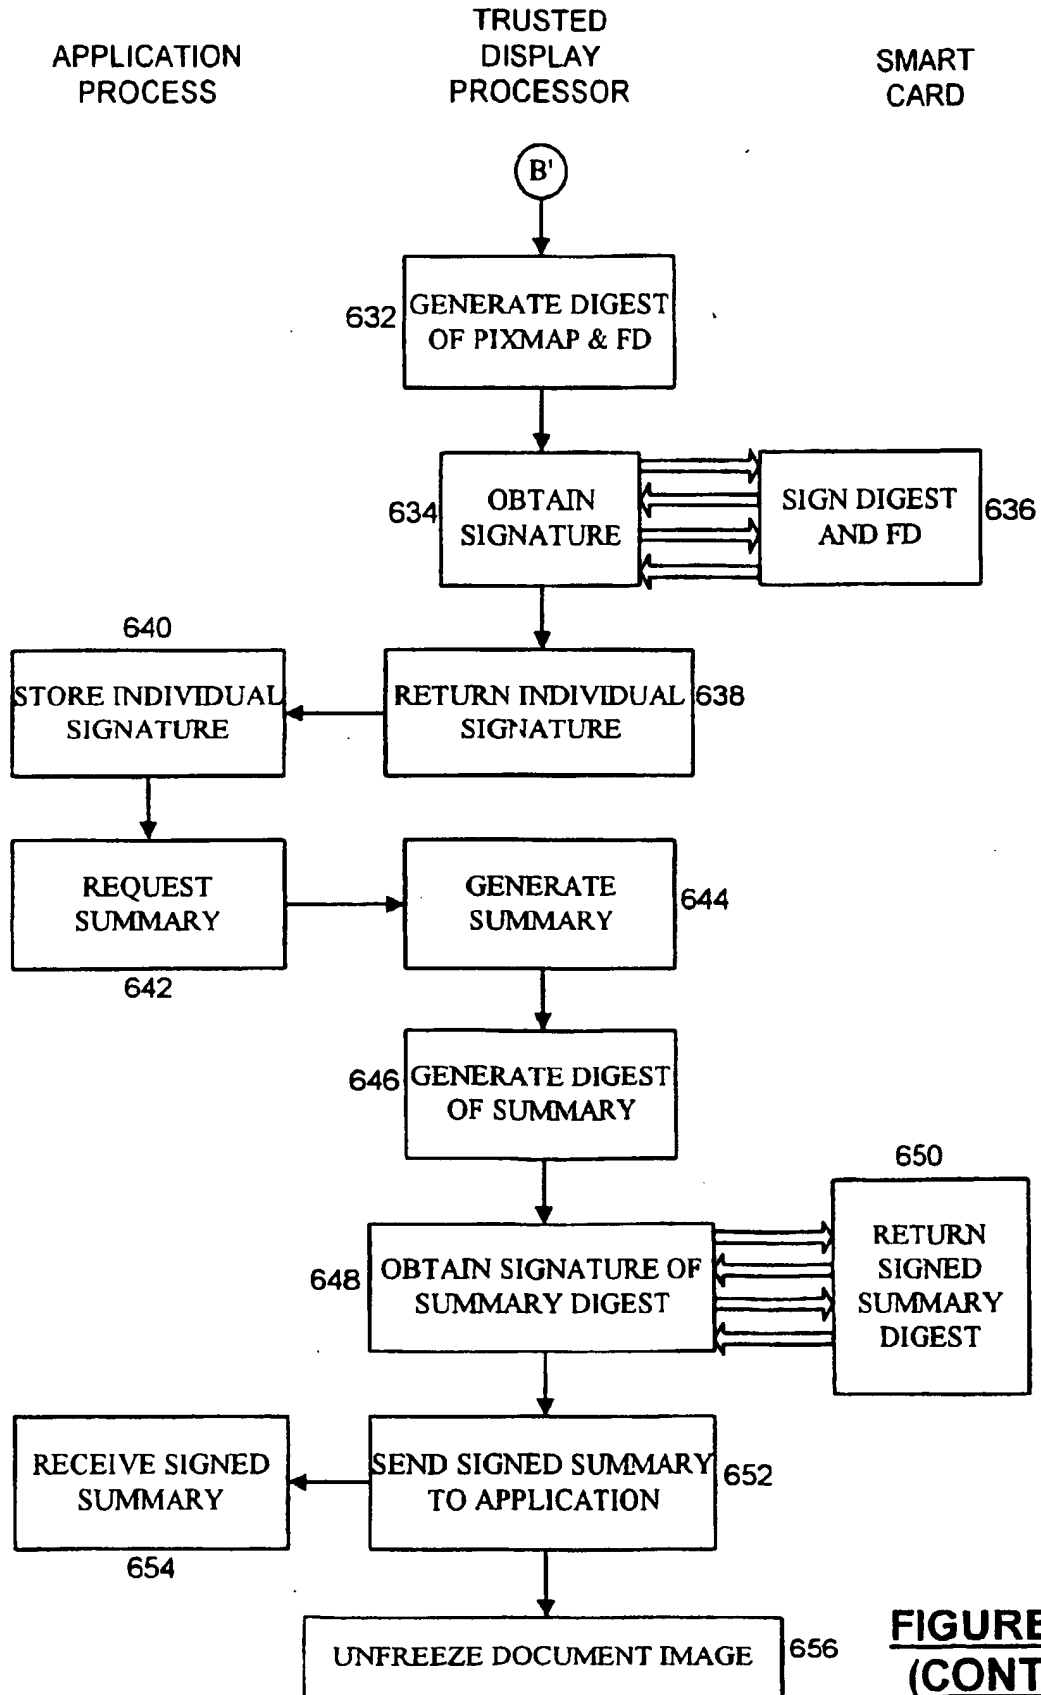 APPLICATION
PROCESS
TRUSTED
DISPLAY
PROCESSOR
SMART
CARD
B'
632
GENERATE DIGEST
OF PIXMAP & FD
634
OBTAIN
SIGNATURE
SIGN DIGEST
AND FD
636
640
STORE INDIVIDUAL
SIGNATURE
RETURN INDIVIDUAL
SIGNATURE
638
REQUEST
SUMMARY
642
GENERATE
SUMMARY
644
646
GENERATE DIGEST
OF SUMMARY
650
648
OBTAIN SIGNATURE OF
SUMMARY DIGEST
RETURN
SIGNED
SUMMARY
DIGEST
RECEIVE SIGNED
SUMMARY
654
SEND SIGNED SUMMARY
TO APPLICATION
652
UNFREEZE DOCUMENT IMAGE
656
FIGURE
(CONT